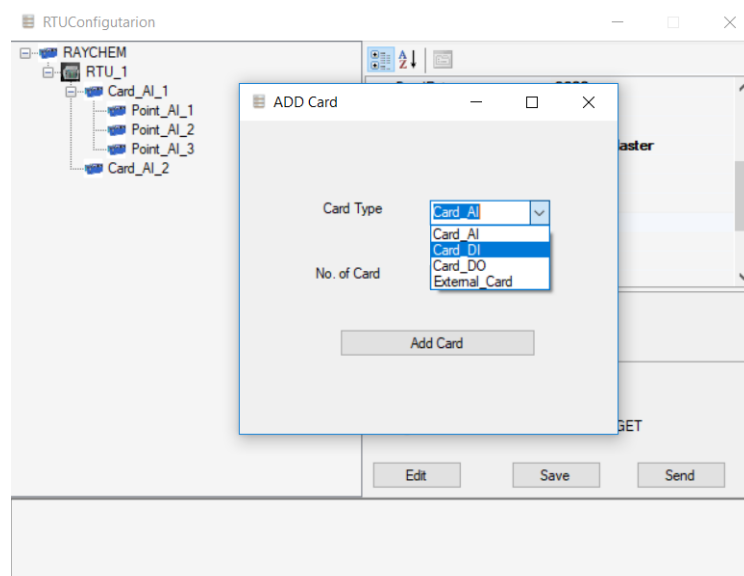 RTUConfigutarion
RAYCHEM
RTU_1
Card_AI_1
Point_AI_1
Point_AI_2
Point_AI_3
Card_AI_2
ADD Card
Card Type
Card_AI
Card_AI
Card_DI
Card_DO
External_Card
No. of Card
Add Card
aster
GET
Edit
Save
Send